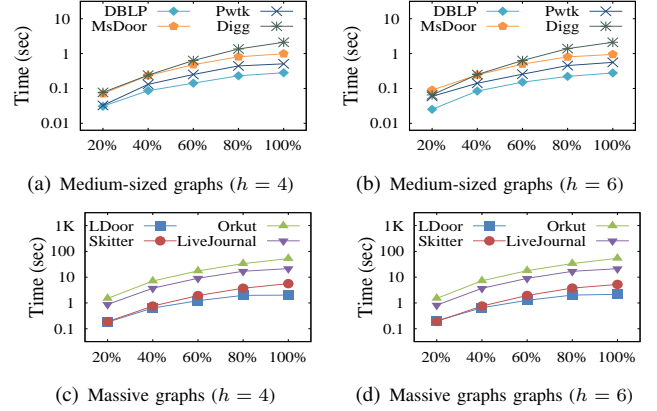 DBLP
MsDoor
Pwtk
Digg
Time (sec)
10
1
0.1
0.01
20% 40% 60% 80% 100%
(a) Medium-sized graphs (h = 4)
DBLP
MsDoor
Pwtk
Digg
Time (sec)
10
1
0.1
0.01
20% 40% 60% 80% 100%
(b) Medium-sized graphs (h = 6)
LDoor
Skitter
Orkut
LiveJournal
Time (sec)
1K
100
10
1
0.1
20% 40% 60% 80% 100%
(c) Massive graphs (h = 4)
LDoor
Skitter
Orkut
LiveJournal
Time (sec)
1K
100
10
1
0.1
20% 40% 60% 80% 100%
(d) Massive graphs graphs (h = 6)